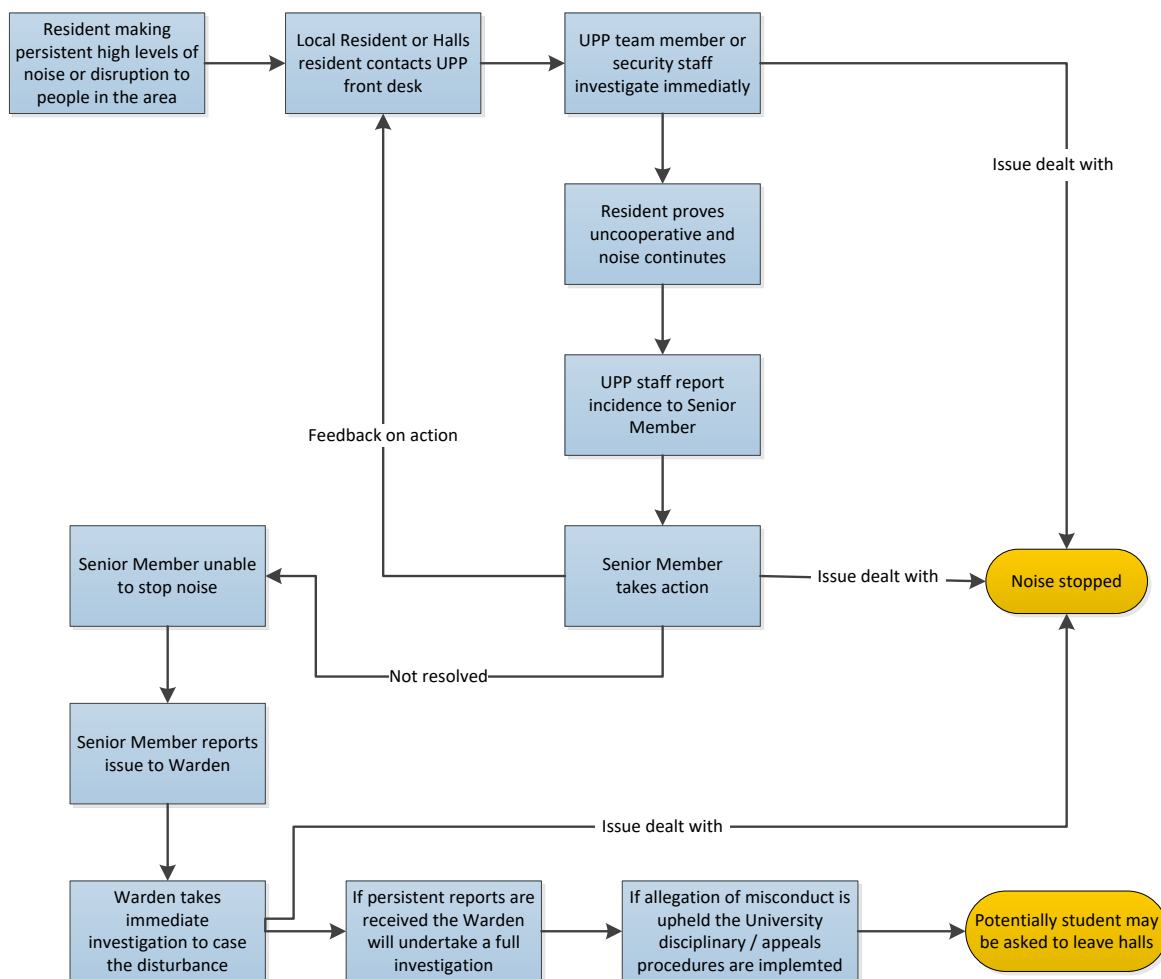 Resident making
persistent high levels of
noise or disruption to
people in the area
Local Resident or Halls
resident contacts UPP
front desk
UPP team member or
security staff
investigate immediatly
Issue dealt with
Resident proves
uncooperative and
noise continutes
UPP staff report
incidence to Senior
Member
Feedback on action
Senior Member unable
to stop noise
Senior Member
takes action
Issue dealt with
Noise stopped
Not resolved
Senior Member reports
issue to Warden
Issue dealt with
Warden takes
immediate
investigation to case
the disturbance
If persistent reports are
received the Warden
will undertake a full
investigation
If allegation of misconduct is
upheld the University
disciplinary / appeals
procedures are implemted
Potentially student may
be asked to leave halls